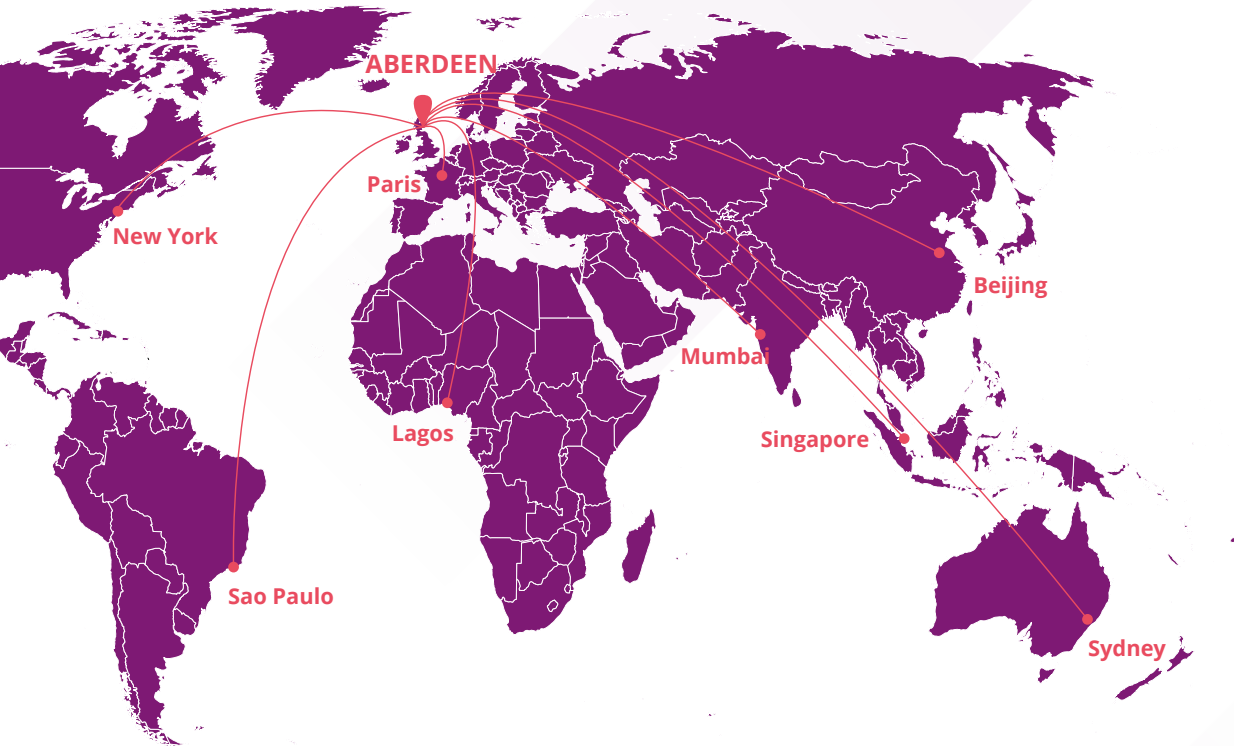 ABERDEEN
Paris
New York
Beijing
Mumbai
Lagos
Singapore
Sao Paulo
Sydney